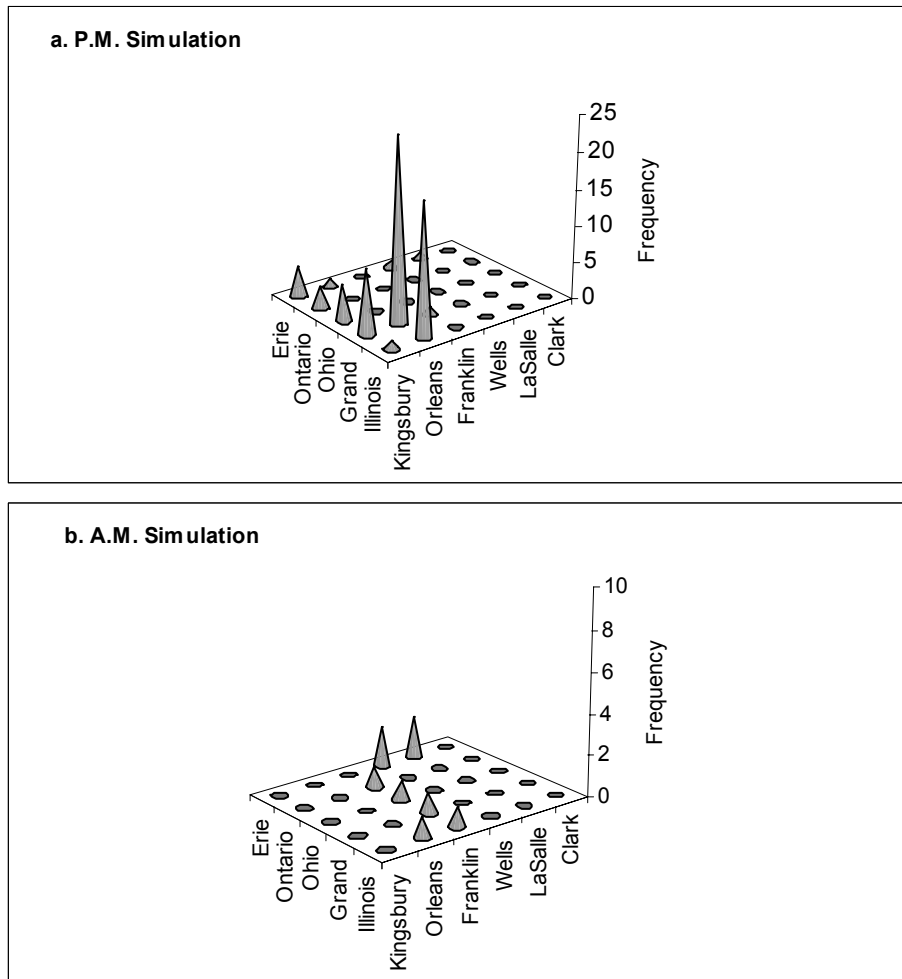 a. P.M. Simulation
25
20
15
10
5
0
Frequency
Erie
Ontario
Ohio
Grand
Illinois
Kingsbury
Orleans
Franklin
Wells
LaSalle
Clark
b. A.M. Simulation
10
8
6
4
2
0
Frequency
Erie
Ontario
Ohio
Grand
Illinois
Kingsbury
Orleans
Franklin
Wells
LaSalle
Clark